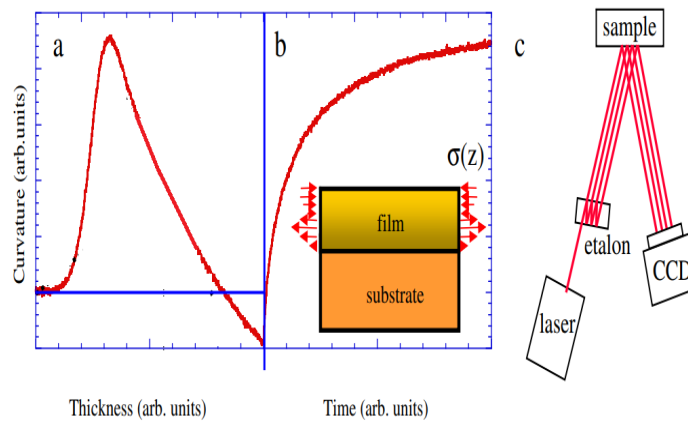 a
b
c
Curvature (arb.units)
σ(z)
film
substrate
sample
etalon
laser
CCD
Thickness (arb. units)
Time (arb. units)